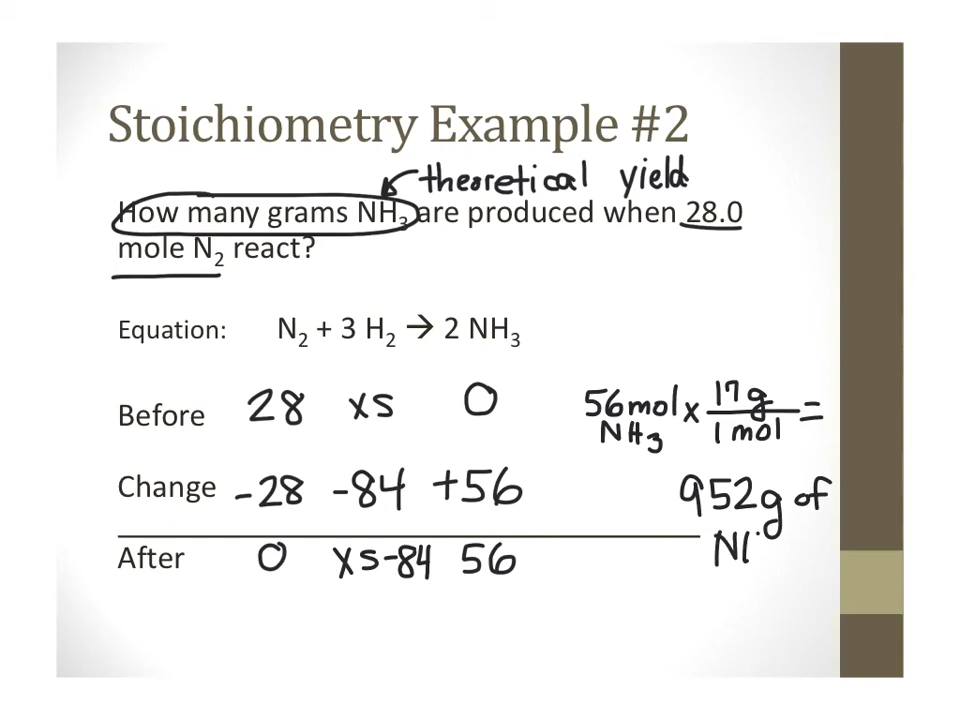 Stoichiometry Example #2
theoretical yield
How many grams NH3 are produced when 28.0
mole N2 react?
Equation: N2 + 3 H2 → 2 NH3
Before 28 xs 0
56mol NH3 x 17g / 1 mol =
Change -28 -84 +56
952g of
After 0 xs-84 56